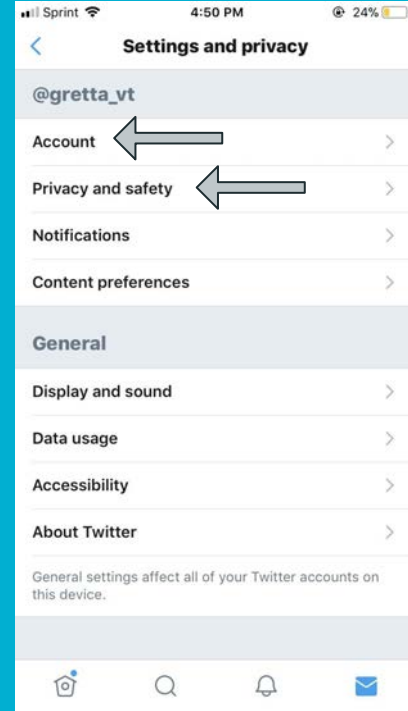 Sprint 4:50 PM 24%
Settings and privacy
@gretta_vt
Account
Privacy and safety
Notifications
Content preferences
General
Display and sound
Data usage
Accessibility
About Twitter
General settings affect all of your Twitter accounts on
this device.